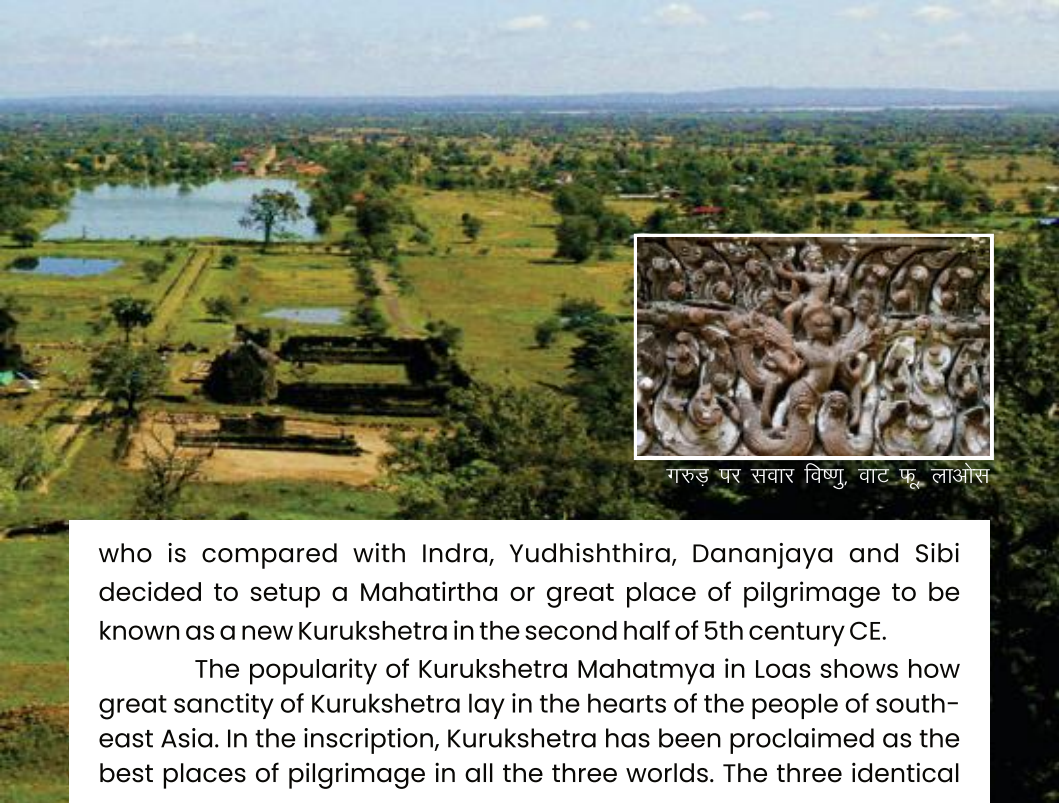 गरुड़ पर सवार विष्णु, वाट फू, लाओस
who is compared with Indra, Yudhishthira, Dananjaya and Sibi
decided to setup a Mahatirtha or great place of pilgrimage to be
known as a new Kurukshetra in the second half of 5th century CE.
The popularity of Kurukshetra Mahatmya in Loas shows how
great sanctity of Kurukshetra lay in the hearts of the people of south-
east Asia. In the inscription, Kurukshetra has been proclaimed as the
best places of pilgrimage in all the three worlds. The three identical